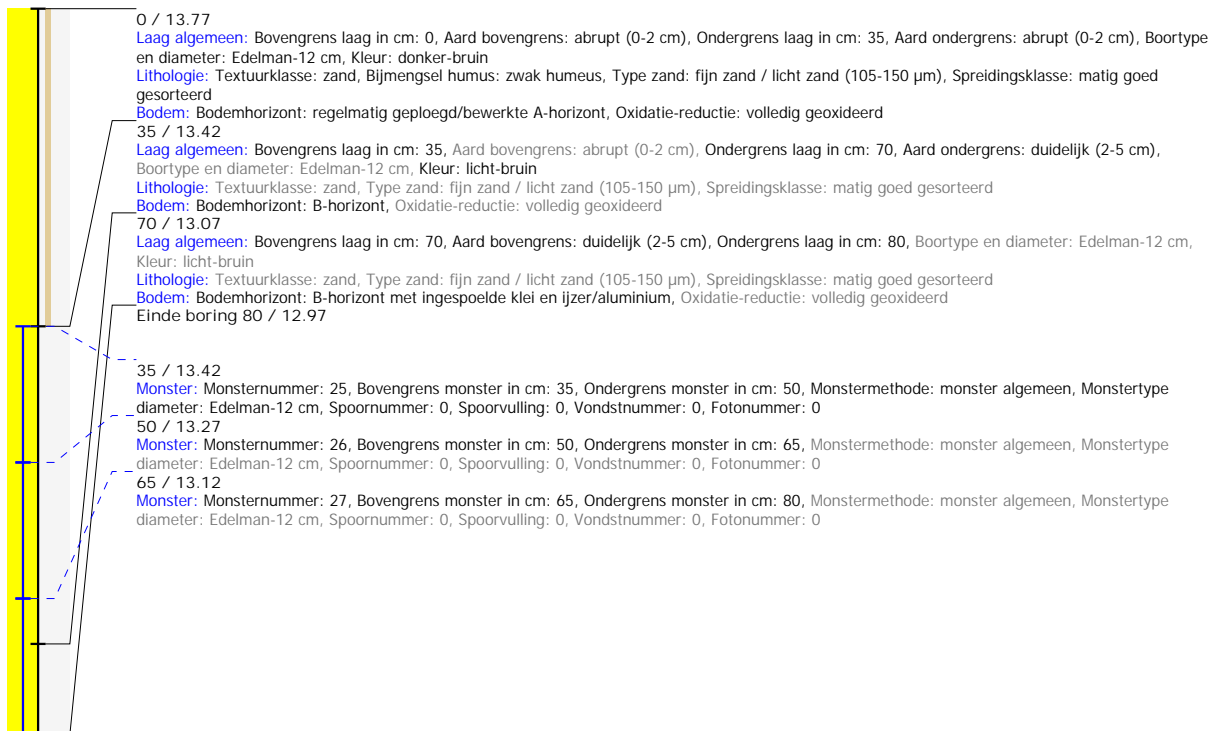 0 / 13.77
Laag algemeen: Bovengrens laag in cm: 0, Aard bovengrens: abrupt (0-2 cm), Ondergrens laag in cm: 35, Aard ondergrens: abrupt (0-2 cm), Boortype
en diameter: Edelman-12 cm, Kleur: donker-bruin
Lithologie: Textuurklasse: zand, Bijmengsel humus: zwak humeus, Type zand: fijn zand / licht zand (105-150 µm), Spreidingsklasse: matig goed
gesorteerd
Bodem: Bodemhorizont: regelmatig geploegd/bewerkte A-horizont, Oxidatie-reductie: volledig geoxideerd
35 / 13.42
Laag algemeen: Bovengrens laag in cm: 35, Aard bovengrens: abrupt (0-2 cm), Ondergrens laag in cm: 70, Aard ondergrens: duidelijk (2-5 cm),
Boortype en diameter: Edelman-12 cm, Kleur: licht-bruin
Lithologie: Textuurklasse: zand, Type zand: fijn zand / licht zand (105-150 µm), Spreidingsklasse: matig goed gesorteerd
Bodem: Bodemhorizont: B-horizont, Oxidatie-reductie: volledig geoxideerd
70 / 13.07
Laag algemeen: Bovengrens laag in cm: 70, Aard bovengrens: duidelijk (2-5 cm), Ondergrens laag in cm: 80, Boortype en diameter: Edelman-12 cm,
Kleur: licht-bruin
Lithologie: Textuurklasse: zand, Type zand: fijn zand / licht zand (105-150 µm), Spreidingsklasse: matig goed gesorteerd
Bodem: Bodemhorizont: B-horizont met ingespoelde klei en ijzer/aluminium, Oxidatie-reductie: volledig geoxideerd
Einde boring 80 / 12.97
35 / 13.42
Monster: Monsternummer: 25, Bovengrens monster in cm: 35, Ondergrens monster in cm: 50, Monstermethode: monster algemeen, Monstertype
diameter: Edelman-12 cm, Spoornummer: 0, Spoorvulling: 0, Vondstnummer: 0, Fotonummer: 0
50 / 13.27
Monster: Monsternummer: 26, Bovengrens monster in cm: 50, Ondergrens monster in cm: 65, Monstermethode: monster algemeen, Monstertype
diameter: Edelman-12 cm, Spoornummer: 0, Spoorvulling: 0, Vondstnummer: 0, Fotonummer: 0
65 / 13.12
Monster: Monsternummer: 27, Bovengrens monster in cm: 65, Ondergrens monster in cm: 80, Monstermethode: monster algemeen, Monstertype
diameter: Edelman-12 cm, Spoornummer: 0, Spoorvulling: 0, Vondstnummer: 0, Fotonummer: 0